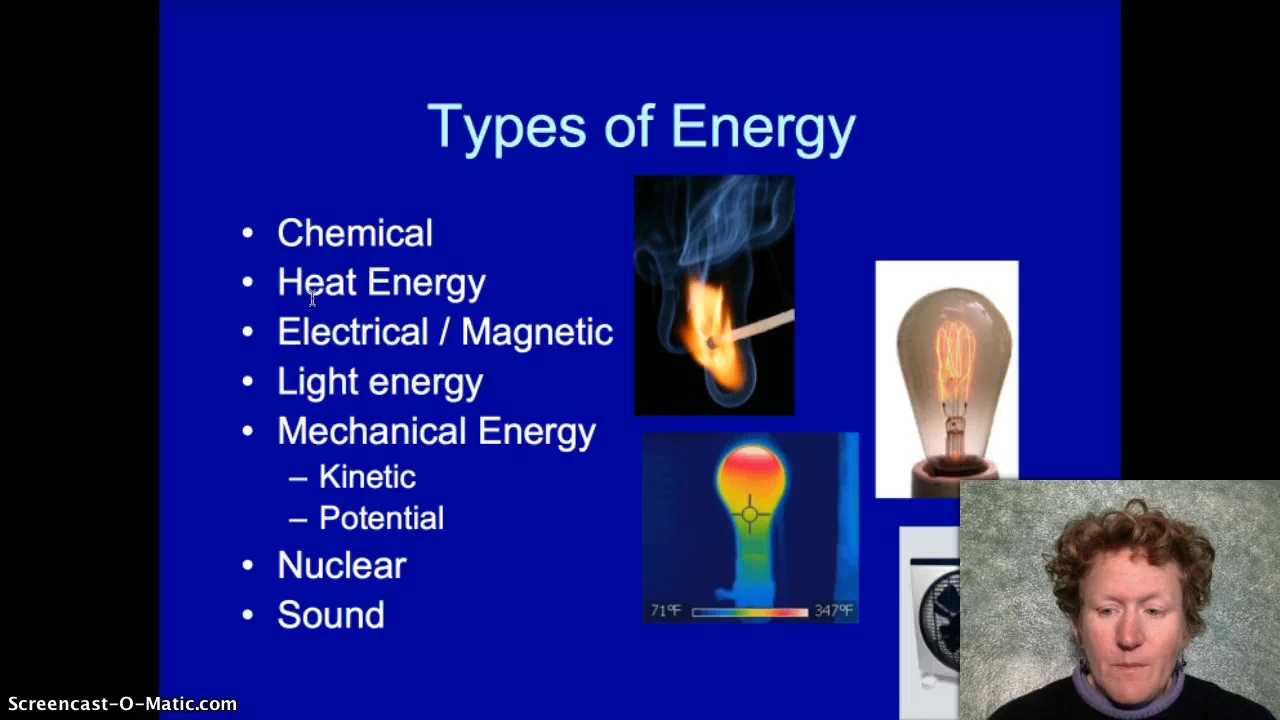 Types of Energy
• Chemical
• Heat Energy
• Electrical / Magnetic
• Light energy
• Mechanical Energy
– Kinetic
– Potential
• Nuclear
• Sound
71°F 347°F
Screencast-O-Matic.com